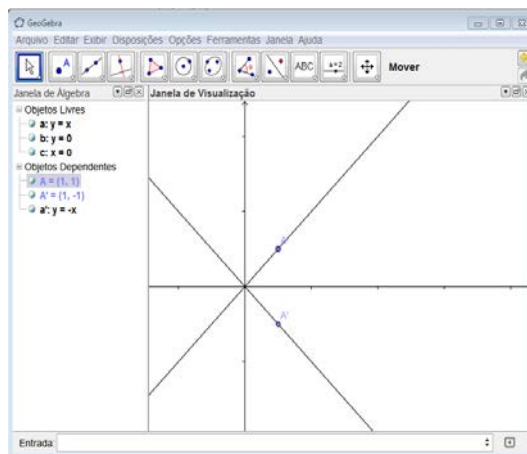 GeoGebra
Arquivo Editar Exibir Disposições Opções Ferramentas Janela Ajuda
A
ABC
a=2
Mover
Janela de Álgebra
Janela de Visualização
Objetos Livres
a: y = x
b: y = 0
c: x = 0
Objetos Dependentes
A = (1, 1)
A' = (1, -1)
a': y = -x
A
A'
Entrada: